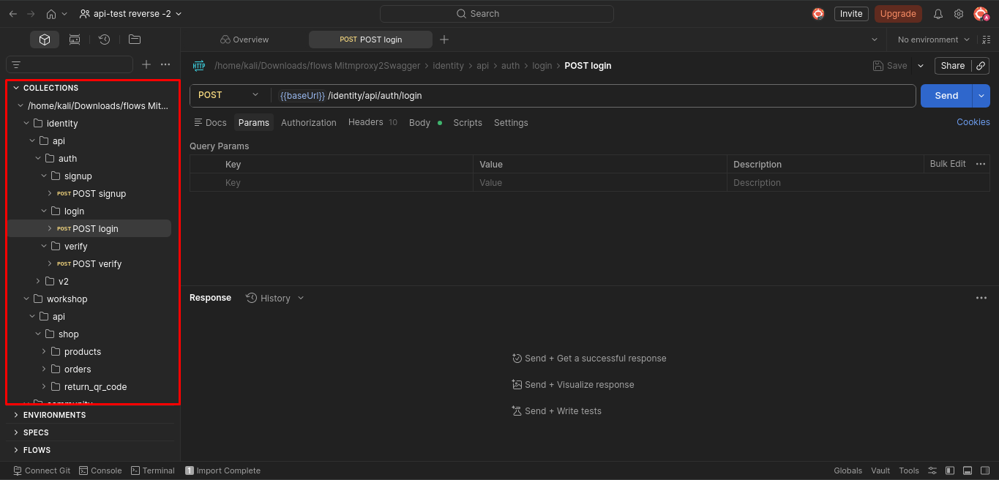 api-test reverse -2
Search
Invite
Upgrade
Overview
POST POST login
No environment
HTTP /home/kali/Downloads/flows Mitmproxy2Swagger > identity > api > auth > login > POST login
Save
Share
COLLECTIONS
/home/kali/Downloads/flows Mit...
identity
api
auth
signup
POST POST signup
login
POST POST login
verify
POST POST verify
v2
workshop
api
shop
products
orders
return_qr_code
community
ENVIRONMENTS
SPECS
FLOWS
POST
{{baseUrl}} /identity/api/auth/login
Send
Docs
Params
Authorization
Headers 10
Body
Scripts
Settings
Cookies
Query Params
Key Value Description Bulk Edit
Key Value Description
Response
History
Send + Get a successful response
Send + Visualize response
Send + Write tests
Connect Git
Console
Terminal
1 Import Complete
Globals
Vault
Tools